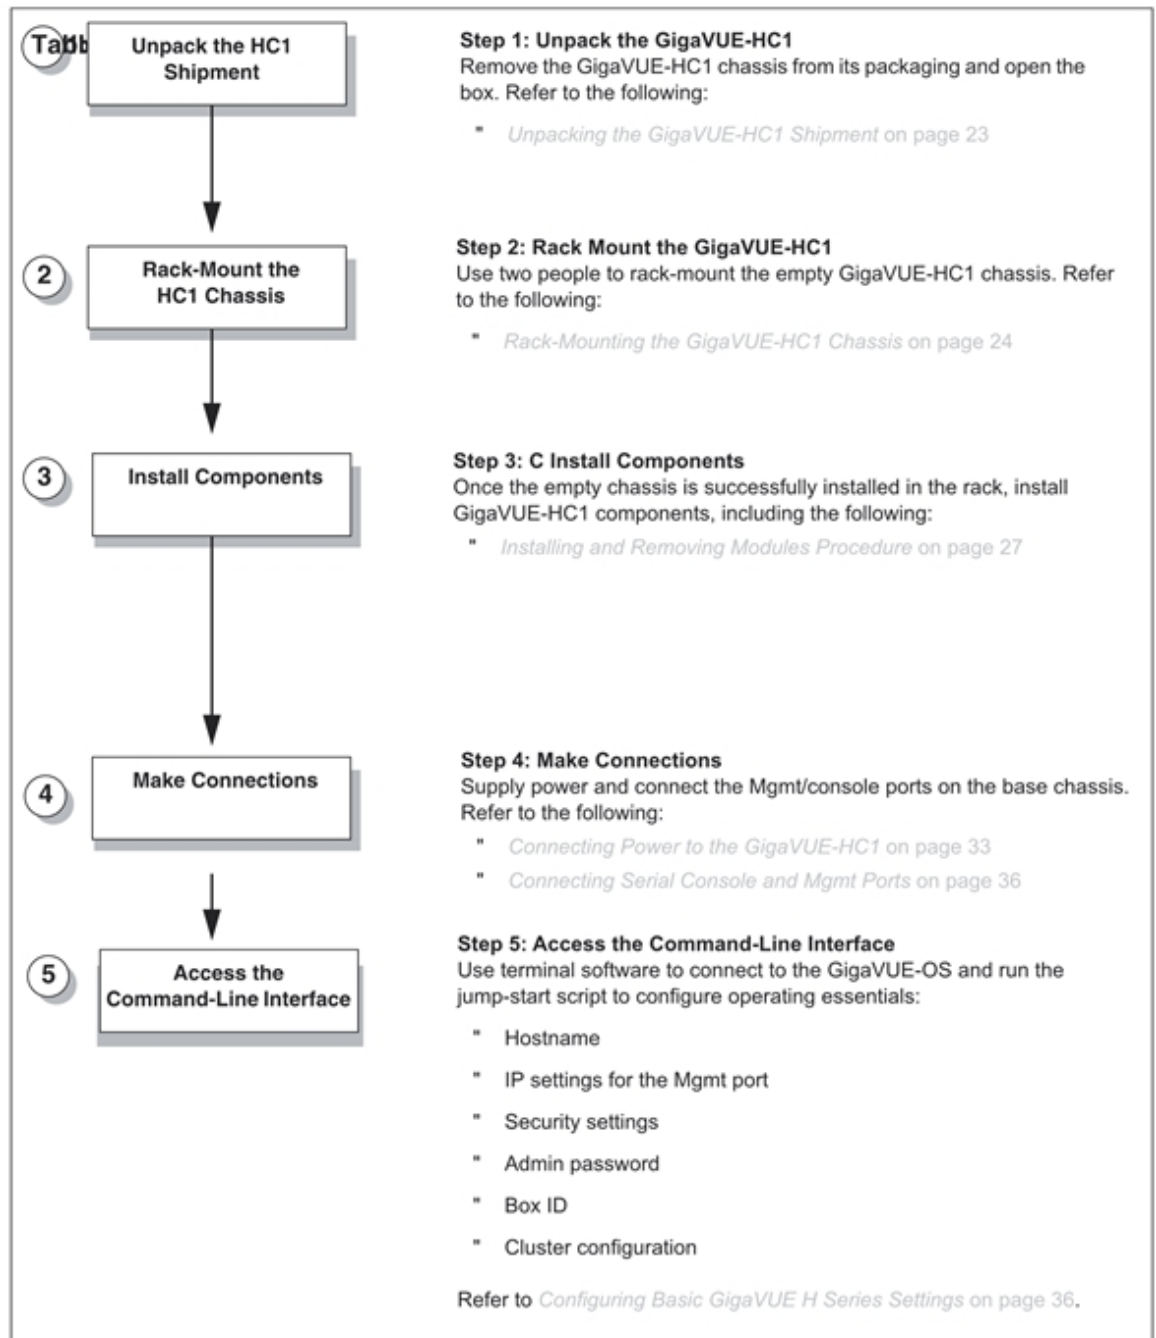 Tabb
Unpack the HC1
Shipment
Step 1: Unpack the GigaVUE-HC1
Remove the GigaVUE-HC1 chassis from its packaging and open the
box. Refer to the following:
" Unpacking the GigaVUE-HC1 Shipment on page 23
2
Rack-Mount the
HC1 Chassis
Step 2: Rack Mount the GigaVUE-HC1
Use two people to rack-mount the empty GigaVUE-HC1 chassis. Refer
to the following:
" Rack-Mounting the GigaVUE-HC1 Chassis on page 24
3
Install Components
Step 3: C Install Components
Once the empty chassis is successfully installed in the rack, install
GigaVUE-HC1 components, including the following:
" Installing and Removing Modules Procedure on page 27
4
Make Connections
Step 4: Make Connections
Supply power and connect the Mgmt/console ports on the base chassis.
Refer to the following:
" Connecting Power to the GigaVUE-HC1 on page 33
" Connecting Serial Console and Mgmt Ports on page 36
5
Access the
Command-Line Interface
Step 5: Access the Command-Line Interface
Use terminal software to connect to the GigaVUE-OS and run the
jump-start script to configure operating essentials:
" Hostname
" IP settings for the Mgmt port
" Security settings
" Admin password
" Box ID
" Cluster configuration
Refer to Configuring Basic GigaVUE H Series Settings on page 36.